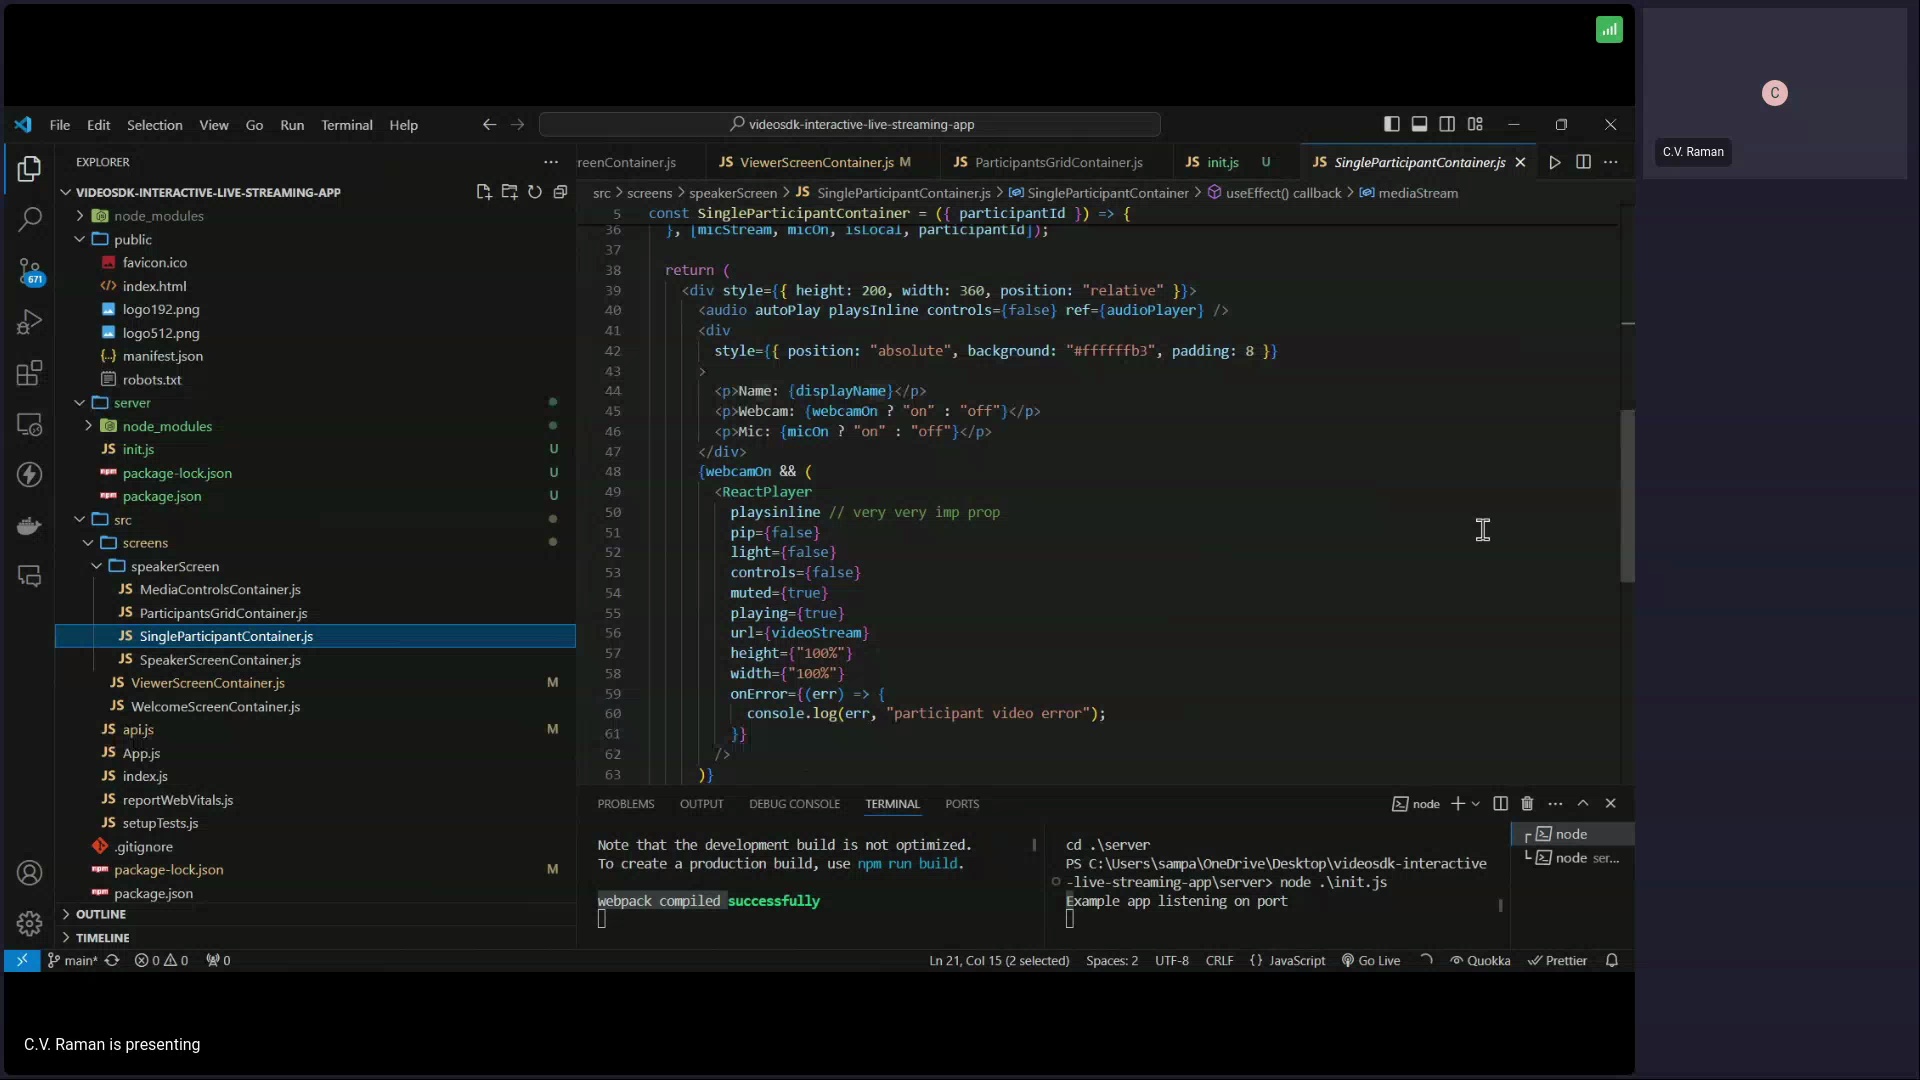 C
C.V. Raman
File Edit Selection View Go Run Terminal Help
videosdk-interactive-live-streaming-app
EXPLORER
VIDEOSDK-INTERACTIVE-LIVE-STREAMING-APP
node_modules
public
favicon.ico
index.html
logo192.png
logo512.png
manifest.json
robots.txt
server
node_modules
JS init.js U
package-lock.json U
package.json U
src
screens
speakerScreen
JS MediaControlsContainer.js
JS ParticipantsGridContainer.js
JS SingleParticipantContainer.js
JS SpeakerScreenContainer.js
JS ViewerScreenContainer.js M
JS WelcomeScreenContainer.js
JS api.js M
JS App.js
JS index.js
JS reportWebVitals.js
JS setupTests.js
.gitignore
package-lock.json M
package.json
OUTLINE
TIMELINE
671
reenContainer.js JS ViewerScreenContainer.js M JS ParticipantsGridContainer.js JS init.js U JS SingleParticipantContainer.js
src > screens > speakerScreen > JS SingleParticipantContainer.js > SingleParticipantContainer > useEffect() callback > mediaStream
5 const SingleParticipantContainer = ({ participantId }) => {
36 }, [micStream, micOn, isLocal, participantId]);
37
38 return (
39 <div style={{ height: 200, width: 360, position: "relative" }}>
40 <audio autoPlay playsInline controls={false} ref={audioPlayer} />
41 <div
42 style={{ position: "absolute", background: "#ffffffb3", padding: 8 }}
43 >
44 <p>Name: {displayName}</p>
45 <p>Webcam: {webcamOn ? "on" : "off"}</p>
46 <p>Mic: {micOn ? "on" : "off"}</p>
47 </div>
48 {webcamOn && (
49 <ReactPlayer
50 playsinline // very very imp prop
51 pip={false}
52 light={false}
53 controls={false}
54 muted={true}
55 playing={true}
56 url={videoStream}
57 height={"100%"}
58 width={"100%"}
59 onError={(err) => {
60 console.log(err, "participant video error");
61 }}
62 />
63 )}
PROBLEMS OUTPUT DEBUG CONSOLE TERMINAL PORTS
node
Note that the development build is not optimized.
To create a production build, use npm run build.
webpack compiled successfully
cd .\server
PS C:\Users\sampa\OneDrive\Desktop\videosdk-interactive
-live-streaming-app\server> node .\init.js
Example app listening on port
node
node ser...
main* 0 0 0 Ln 21, Col 15 (2 selected) Spaces: 2 UTF-8 CRLF {} JavaScript Go Live Quokka Prettier
C.V. Raman is presenting